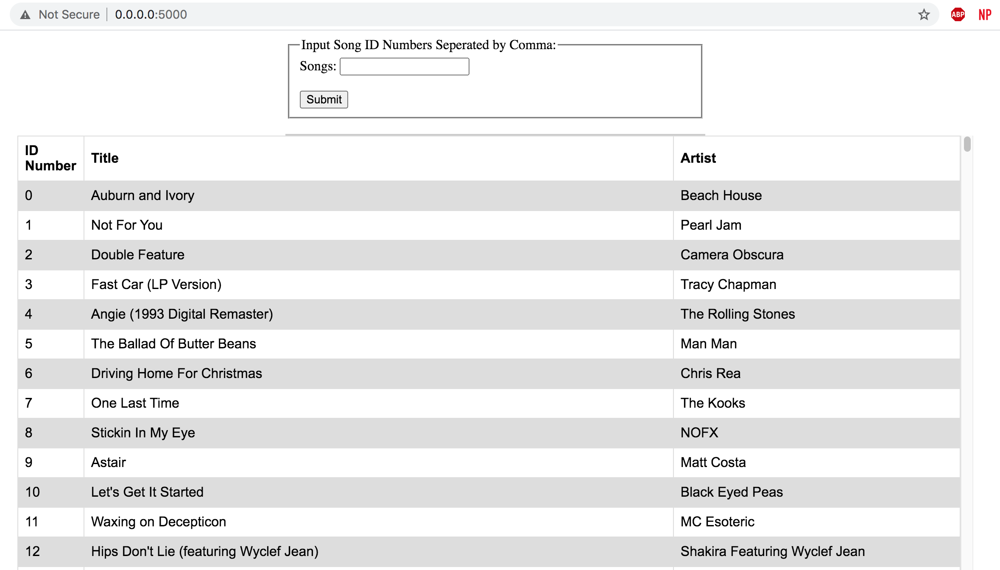 Not Secure 0.0.0.0:5000 ABP NP
Input Song ID Numbers Seperated by Comma:
Songs:
Submit
ID Number Title Artist
0 Auburn and Ivory Beach House
1 Not For You Pearl Jam
2 Double Feature Camera Obscura
3 Fast Car (LP Version) Tracy Chapman
4 Angie (1993 Digital Remaster) The Rolling Stones
5 The Ballad Of Butter Beans Man Man
6 Driving Home For Christmas Chris Rea
7 One Last Time The Kooks
8 Stickin In My Eye NOFX
9 Astair Matt Costa
10 Let's Get It Started Black Eyed Peas
11 Waxing on Decepticon MC Esoteric
12 Hips Don't Lie (featuring Wyclef Jean) Shakira Featuring Wyclef Jean